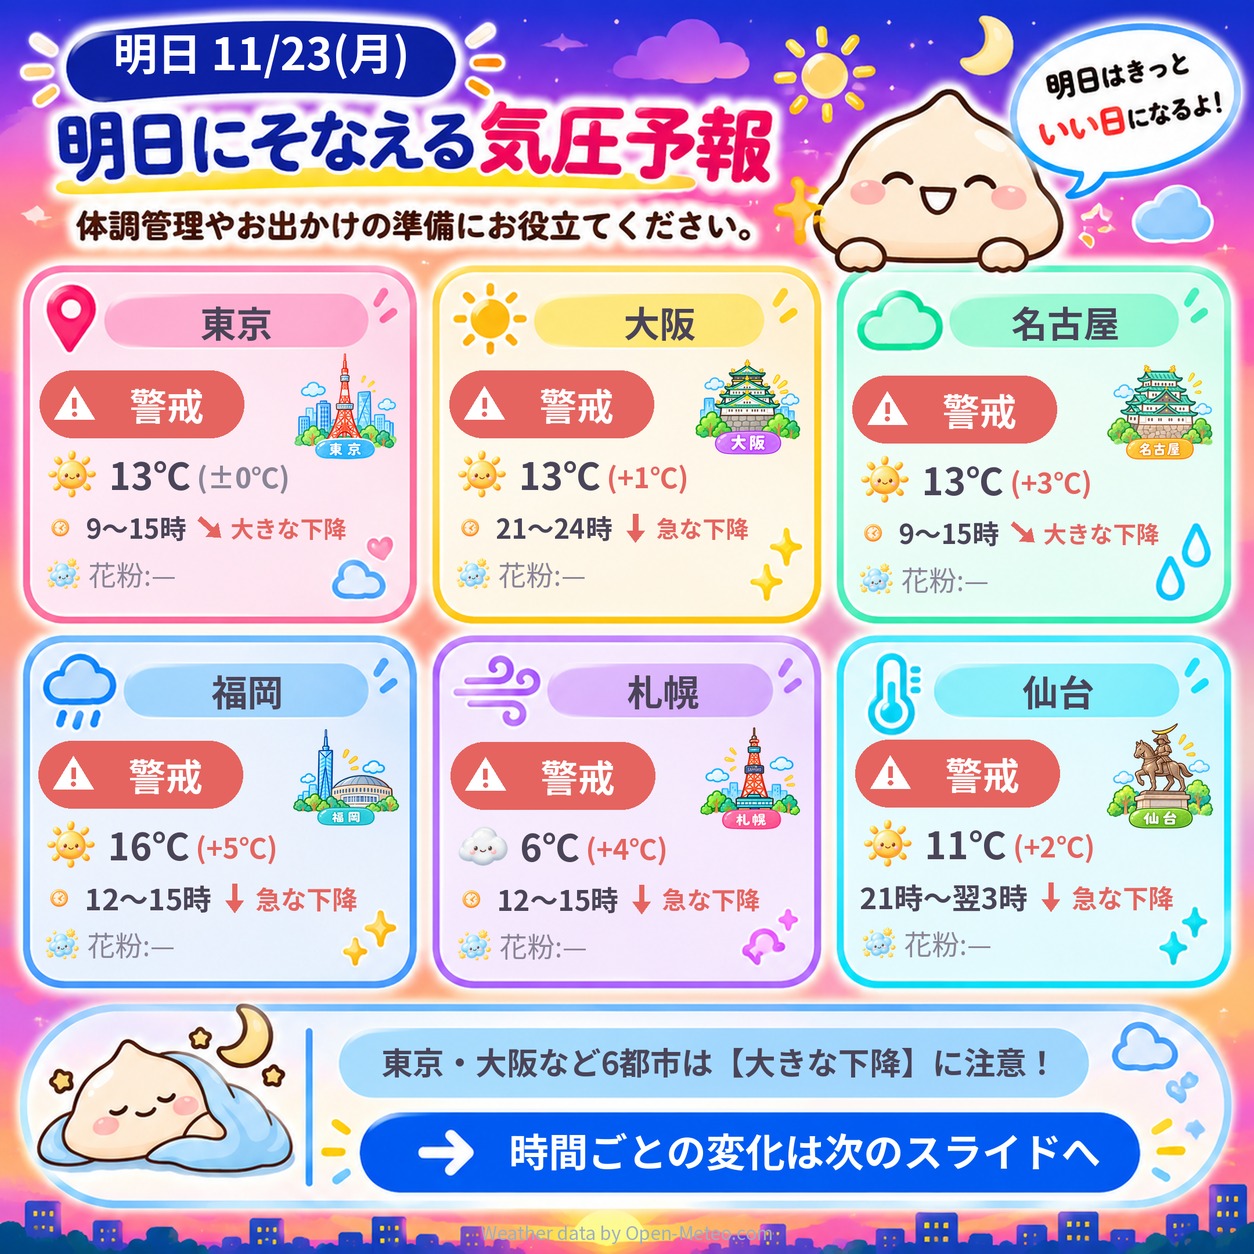 明日 11/23(月)
明日にそなえる気圧予報
体調管理やお出かけの準備にお役立てください。
明日はきっと
いい日になるよ!
東京
警戒
東京
13℃ (±0℃)
9〜15時 ↘ 大きな下降
花粉:―
大阪
警戒
大阪
13℃ (+1℃)
21〜24時 ↓ 急な下降
花粉:―
名古屋
警戒
名古屋
13℃ (+3℃)
9〜15時 ↘ 大きな下降
花粉:―
福岡
警戒
福岡
16℃ (+5℃)
12〜15時 ↓ 急な下降
花粉:―
札幌
警戒
札幌
6℃ (+4℃)
12〜15時 ↓ 急な下降
花粉:―
仙台
警戒
仙台
11℃ (+2℃)
21時〜翌3時 ↓ 急な下降
花粉:―
東京・大阪など6都市は【大きな下降】に注意！
→ 時間ごとの変化は次のスライドへ
Weather data by Open-Meteo.com